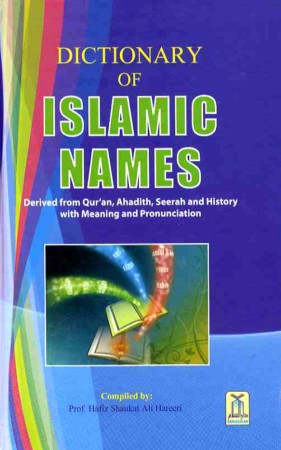 DICTIONARY
OF
ISLAMIC
NAMES
Derived from Qur'an, Ahadith, Seerah and History
with Meaning and Pronunciation
Compiled by:
Prof. Hafiz Shaukat Ali Hareeri
DARUSSALAM